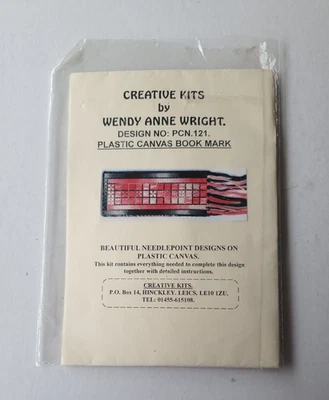 CREATIVE KITS
by
WENDY ANNE WRIGHT.
DESIGN NO: PCN.121.
PLASTIC CANVAS BOOK MARK
BEAUTIFUL NEEDLEPOINT DESIGNS ON
PLASTIC CANVAS.
This kit contains everything needed to complete this design
together with detailed instructions.
CREATIVE KITS:
P.O. Box 14, HINCKLEY. LEICS, LE10 1ZU.
TEL: 01455-615108.